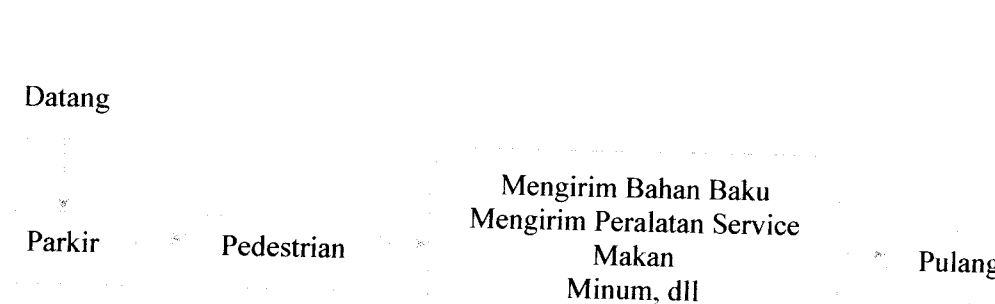 Datang
Parkir
Pedestrian
Mengirim Bahan Baku
Mengirim Peralatan Service
Makan
Minum, dll
Pulang